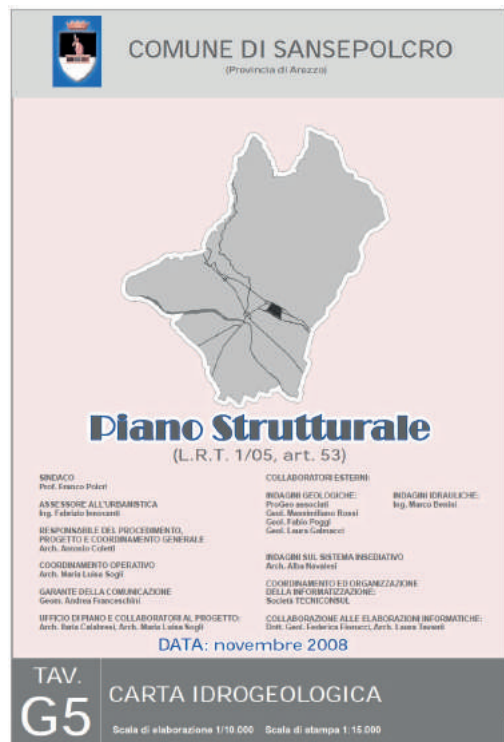 COMUNE DI SANSEPOLCRO
(Provincia di Arezzo)
Piano Strutturale
(L.R.T. 1/05, art. 53)
SINDACO
Prof. Franco Polcri
ASSESSORE ALL'URBANISTICA
Ing. Fabrizio Innocenti
RESPONSABILE DEL PROCEDIMENTO,
PROGETTO E COORDINAMENTO GENERALE
Arch. Antonio Coletti
COORDINAMENTO OPERATIVO
Arch. Maria Luisa Sogli
GARANTE DELLA COMUNICAZIONE
Geom. Andrea Franceschini
UFFICIO DI PIANO E COLLABORATORI AL PROGETTO:
Arch. Ilaria Calabresi, Arch. Maria Luisa Sogli
COLLABORATORI ESTERNI:
INDAGINI GEOLOGICHE:
ProGeo associati
Geol. Massimiliano Rossi
Geol. Fabio Poggi
Geol. Laura Galmacci
INDAGINI IDRAULICHE:
Ing. Marco Benini
INDAGINI SUL SISTEMA INSEDIATIVO
Arch. Alba Navalesi
COORDINAMENTO ED ORGANIZZAZIONE
DELLA INFORMATIZZAZIONE:
Società TECNICONSUL
COLLABORAZIONE ALLE ELABORAZIONI INFORMATICHE:
Dott. Geol. Federica Fiorucci, Arch. Laura Tavanti
DATA: novembre 2008
TAV.
G5
CARTA IDROGEOLOGICA
Scala di elaborazione 1/10.000 Scala di stampa 1:15.000